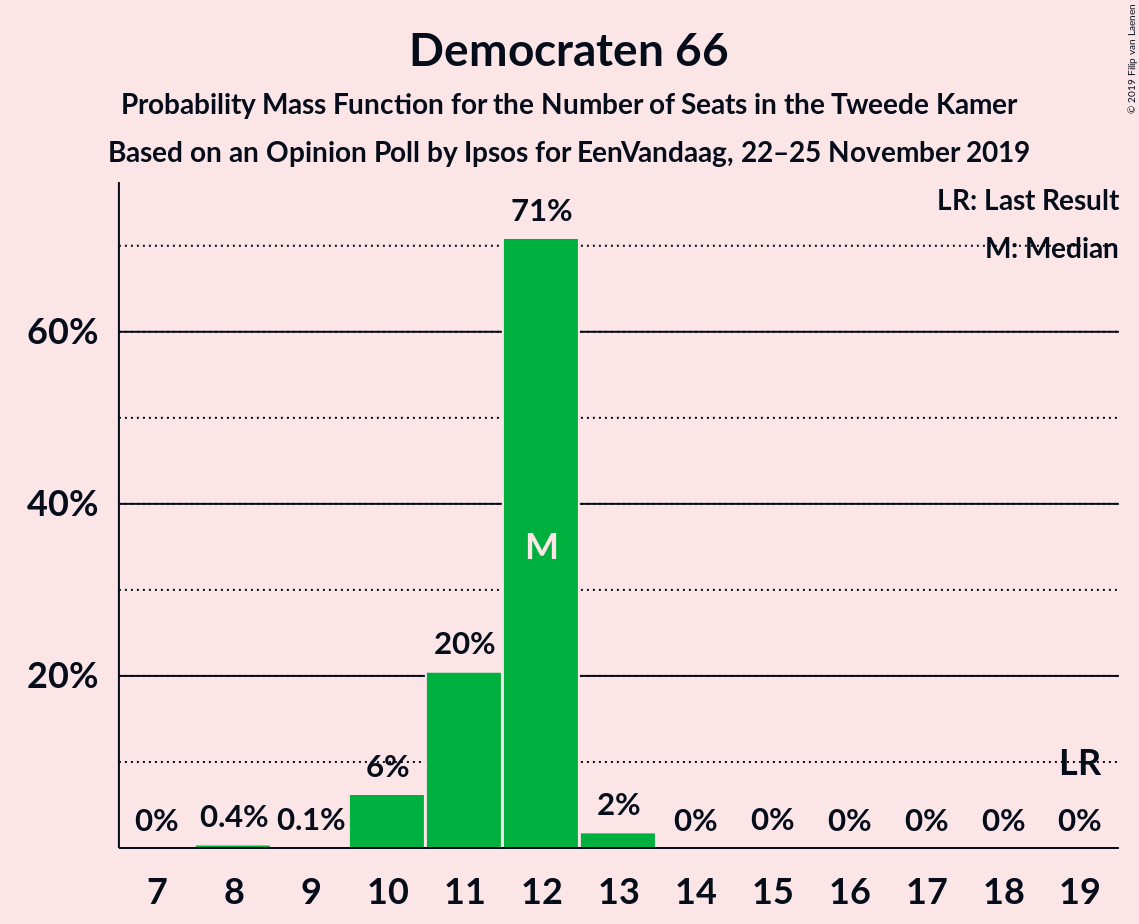 Democraten 66
Probability Mass Function for the Number of Seats in the Tweede Kamer
Based on an Opinion Poll by Ipsos for EenVandaag, 22–25 November 2019
© 2019 Filip van Laenen
LR: Last Result
M: Median
71%
60%
40%
M
20%
20%
LR
6%
0%
0.4%
0.1%
2%
0%
0%
0%
0%
0%
0%
7 8 9 10 11 12 13 14 15 16 17 18 19